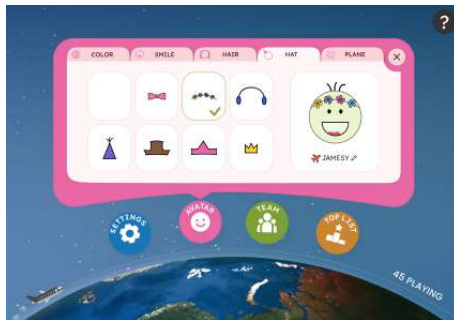 ?
COLOR SMILE HAIR HAT PLANE X
JAMESY
SETTINGS AVATAR TEAM TOP LIST
45 PLAYING